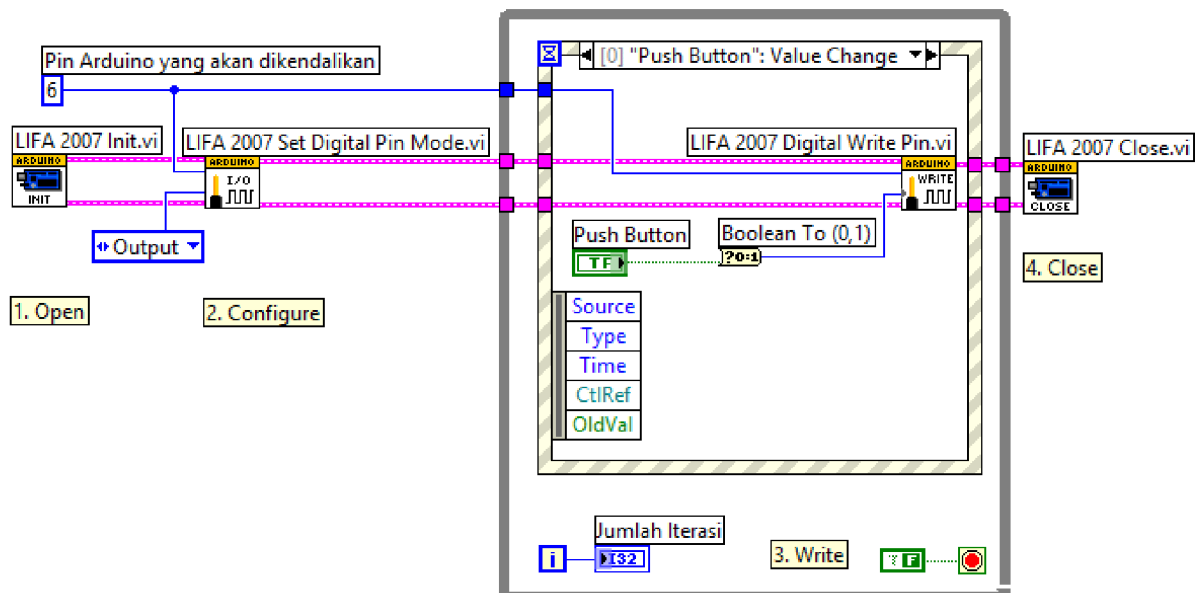 Pin Arduino yang akan dikendalikan
6
[0] "Push Button": Value Change
LIFA 2007 Init.vi
LIFA 2007 Set Digital Pin Mode.vi
LIFA 2007 Digital Write Pin.vi
LIFA 2007 Close.vi
ARDUINO
INIT
ARDUINO
I/O
ARDUINO
WRITE
ARDUINO
CLOSE
Output
Push Button
TF
Boolean To (0,1)
?0:1
1. Open
2. Configure
4. Close
Source
Type
Time
CtlRef
OldVal
Jumlah Iterasi
i
I32
3. Write
F